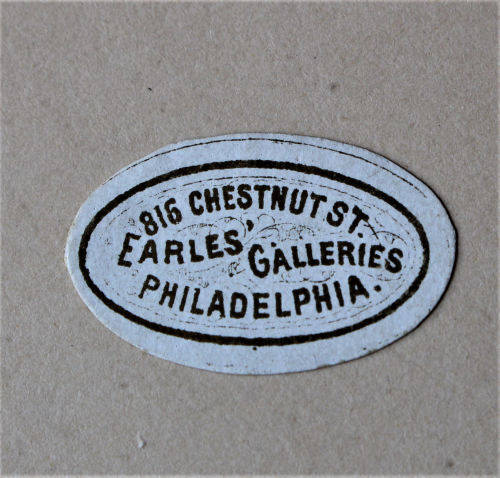 816 CHESTNUT ST.
EARLES' GALLERIES
PHILADELPHIA.